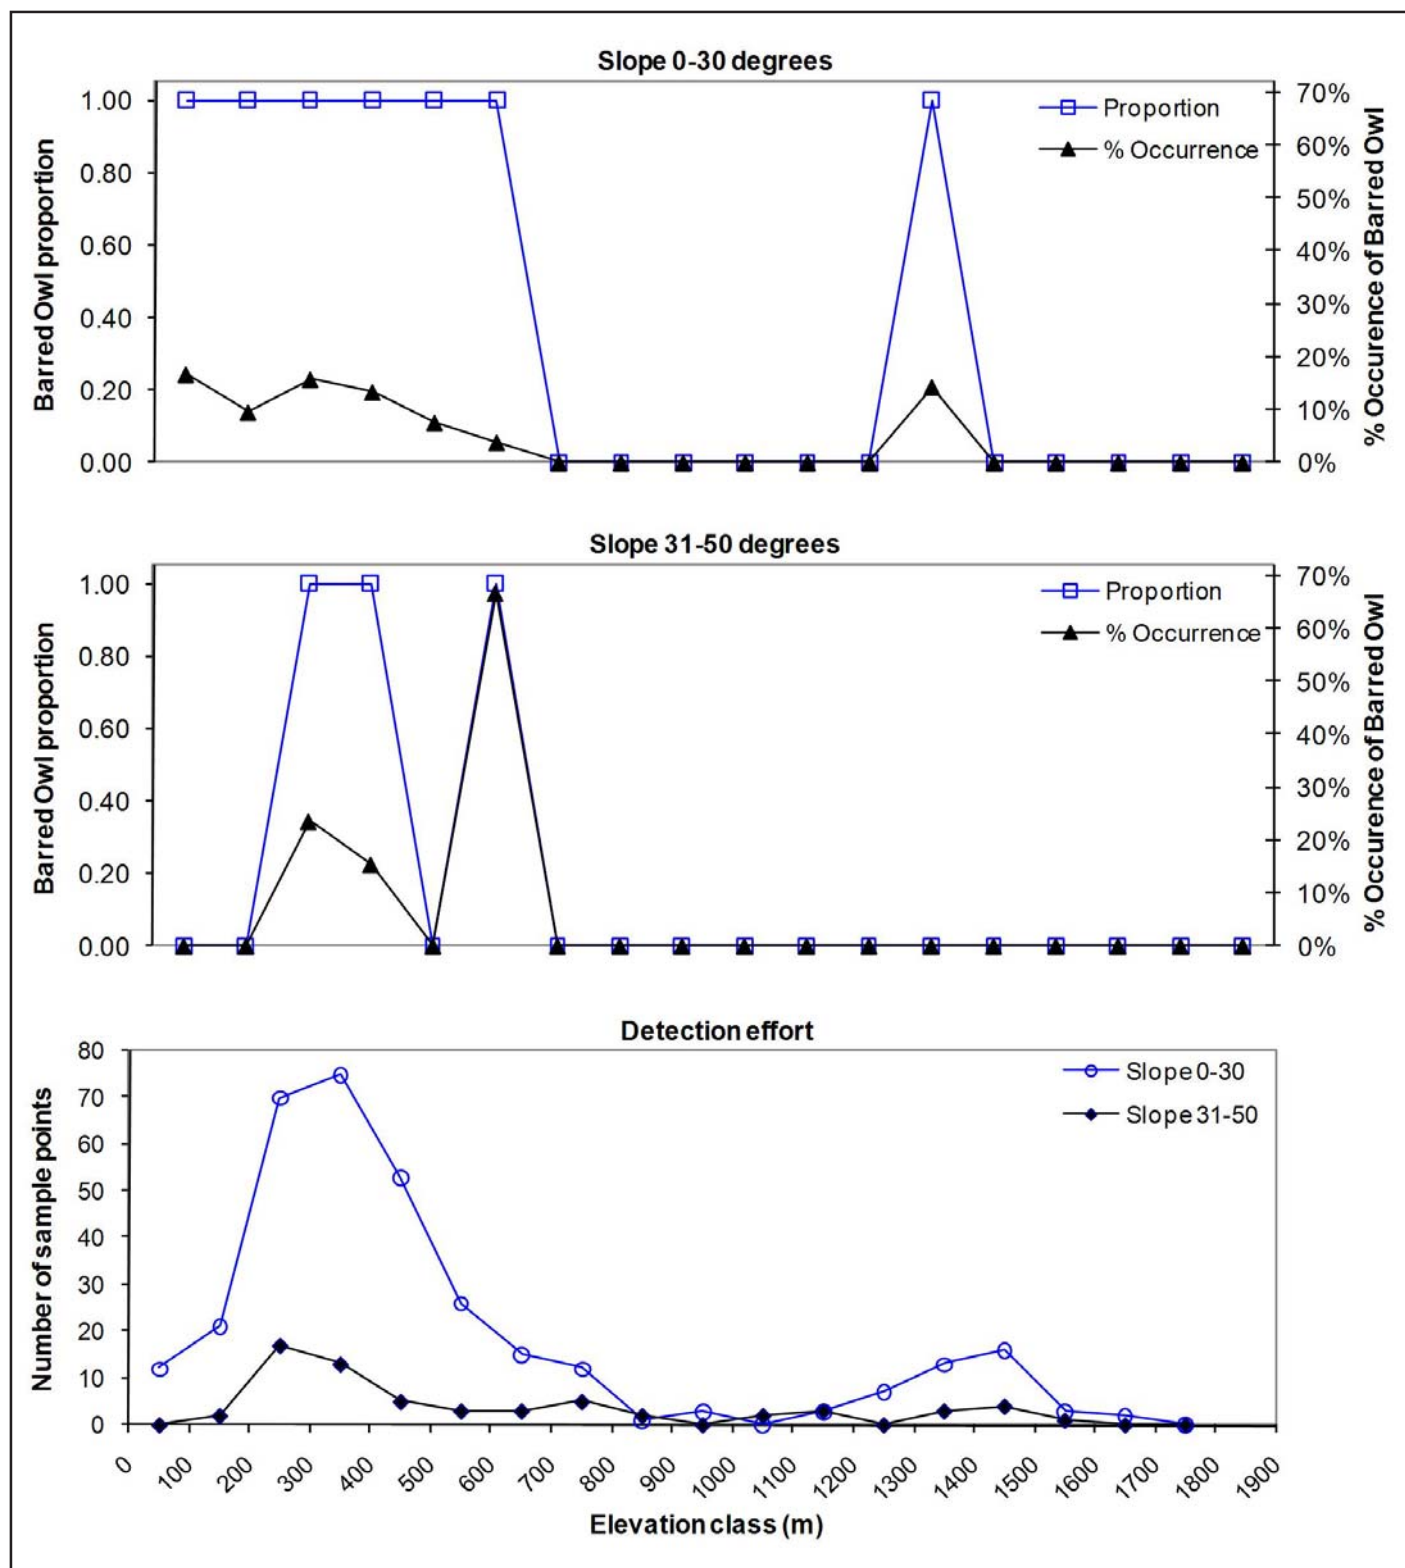 Slope 0-30 degrees
Barred Owl proportion
1.00
0.80
0.60
0.40
0.20
0.00
Proportion
% Occurrence
70%
60%
50%
40%
30%
20%
10%
0%
% Occurence of Barred Owl
Slope 31-50 degrees
Barred Owl proportion
1.00
0.80
0.60
0.40
0.20
0.00
Proportion
% Occurrence
70%
60%
50%
40%
30%
20%
10%
0%
% Occurence of Barred Owl
Detection effort
Number of sample points
80
70
60
50
40
30
20
10
0
Slope 0-30
Slope 31-50
0 100 200 300 400 500 600 700 800 900 1000 1100 1200 1300 1400 1500 1600 1700 1800 1900
Elevation class (m)